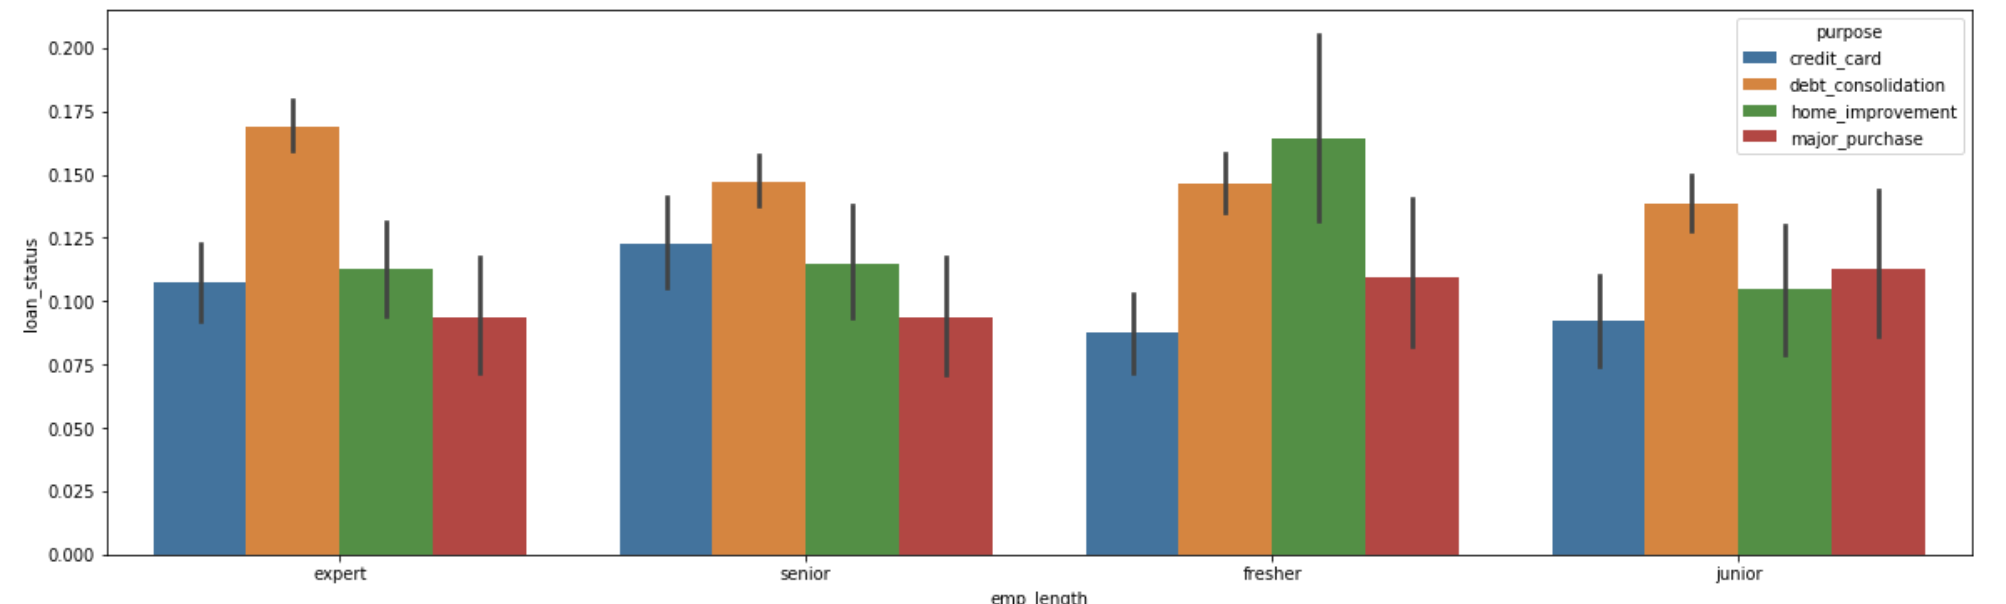 0.200
0.175
0.150
0.125
0.100
0.075
0.050
0.025
0.000
loan_status
expert senior fresher junior
emp_length
purpose
credit_card
debt_consolidation
home_improvement
major_purchase